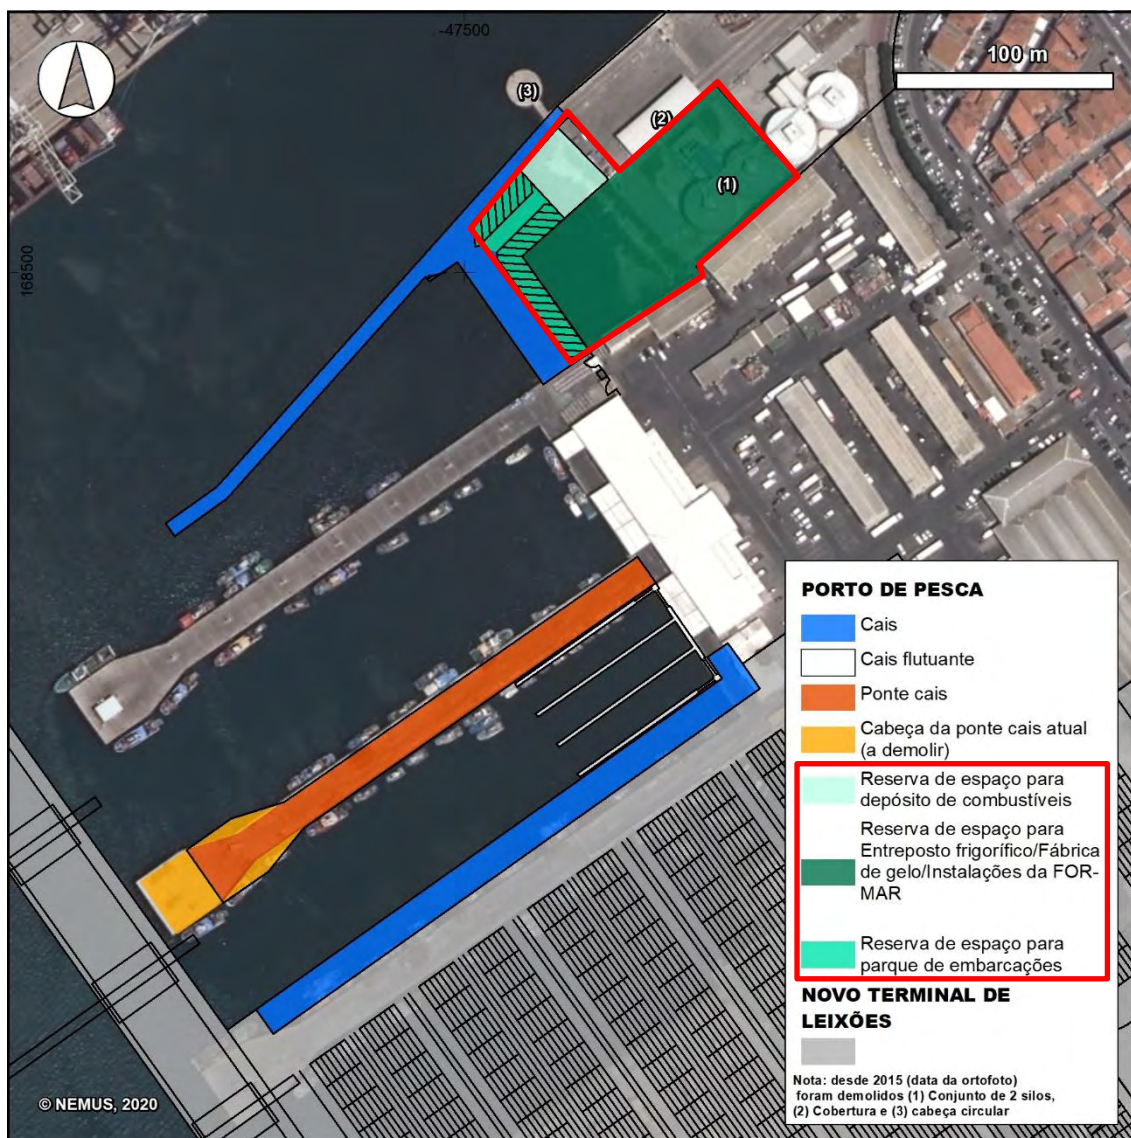 -47500
100 m
(3)
(2)
(1)
168500
PORTO DE PESCA
Cais
Cais flutuante
Ponte cais
Cabeça da ponte cais atual
(a demolir)
Reserva de espaço para
depósito de combustíveis
Reserva de espaço para
Entreposto frigorífico/Fábrica
de gelo/Instalações da FOR-
MAR
Reserva de espaço para
parque de embarcações
NOVO TERMINAL DE
LEIXÕES
Nota: desde 2015 (data da ortofoto)
foram demolidos (1) Conjunto de 2 silos,
(2) Cobertura e (3) cabeça circular
© NEMUS, 2020